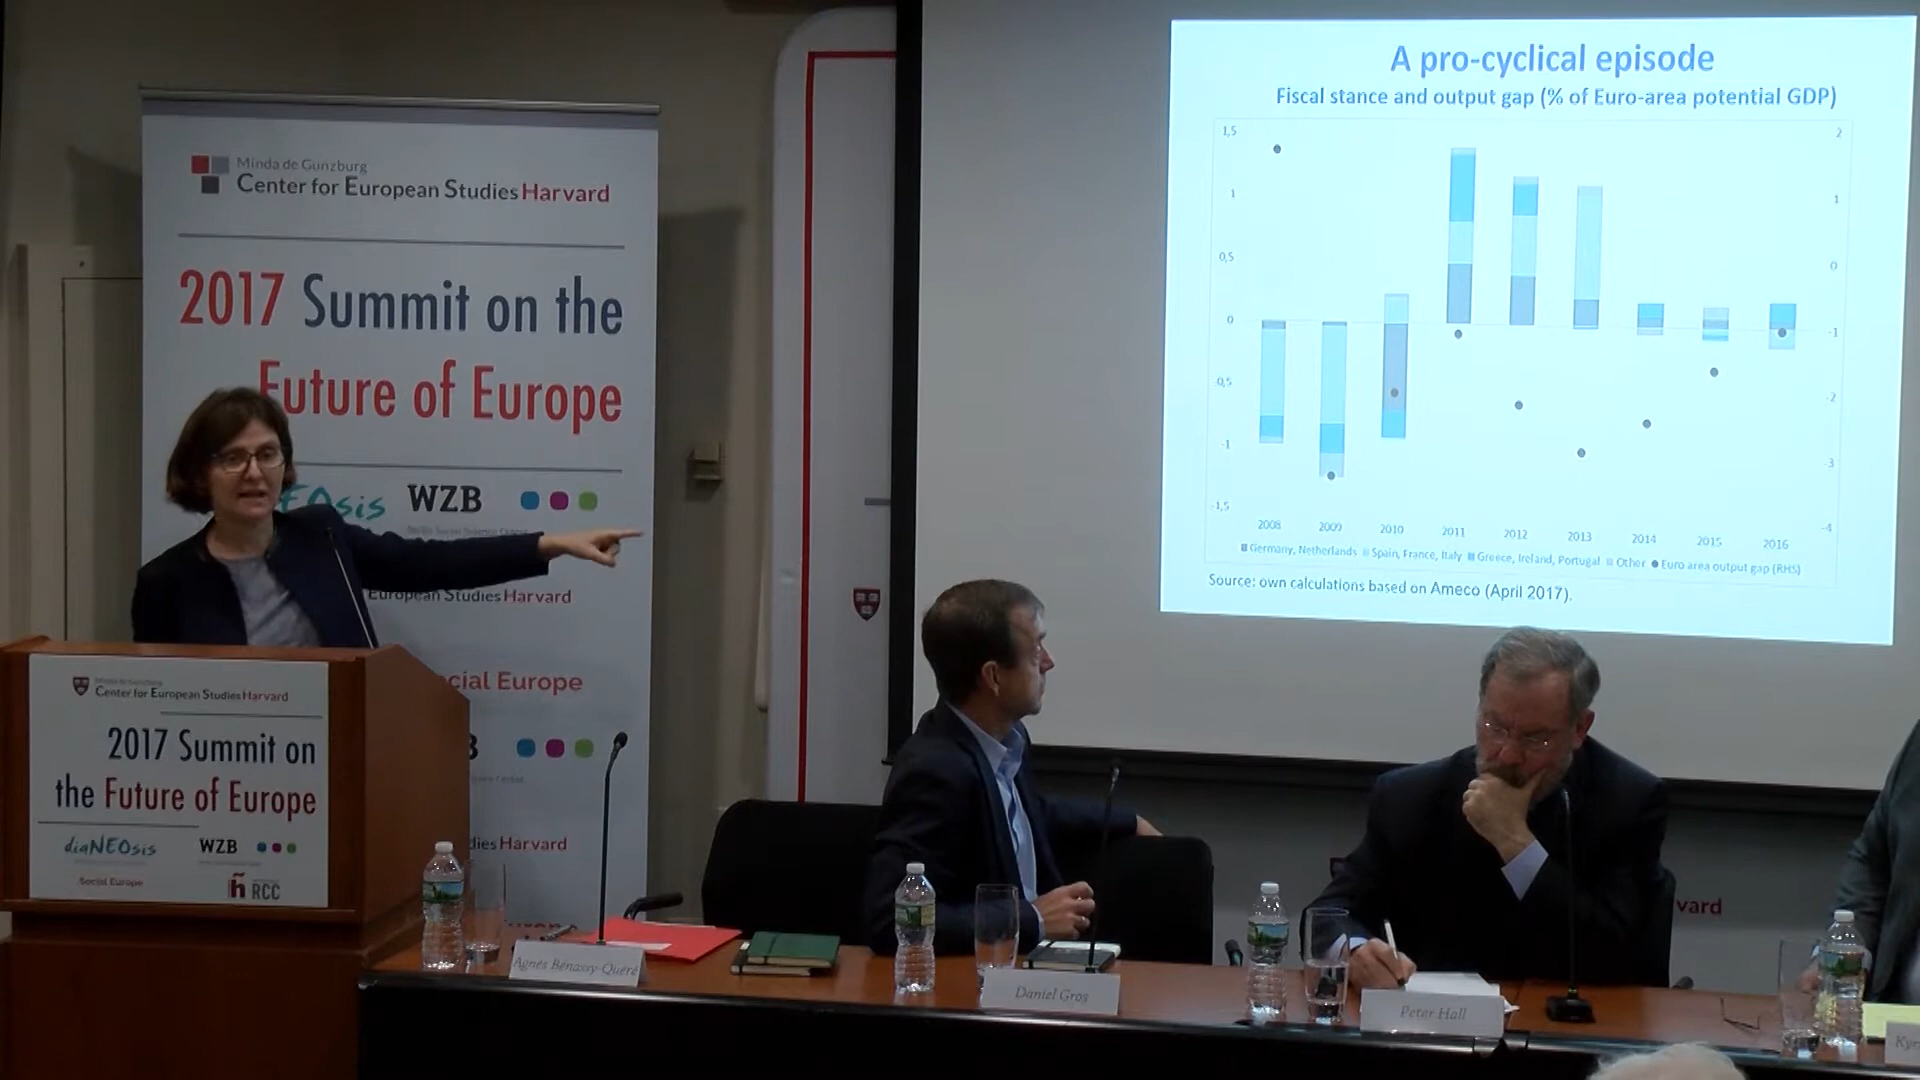 Minda de Gunzburg
Center for European Studies Harvard
2017 Summit on the
Future of Europe
WZB
European Studies Harvard
cial Europe
dies Harvard
Center for European Studies Harvard
2017 Summit on
the Future of Europe
diaNEOsis
WZB
Social Europe
RCC
A pro-cyclical episode
Fiscal stance and output gap (% of Euro-area potential GDP)
1,5
1
0,5
0
-0,5
-1
-1,5
2
1
0
-1
-2
-3
-4
2008 2009 2010 2011 2012 2013 2014 2015 2016
Germany, Netherlands Spain, France, Italy Greece, Ireland, Portugal Other Euro area output gap (RHS)
Source: own calculations based on Ameco (April 2017).
vard
Agnès Bénassy-Quéré
Daniel Gros
Peter Hall